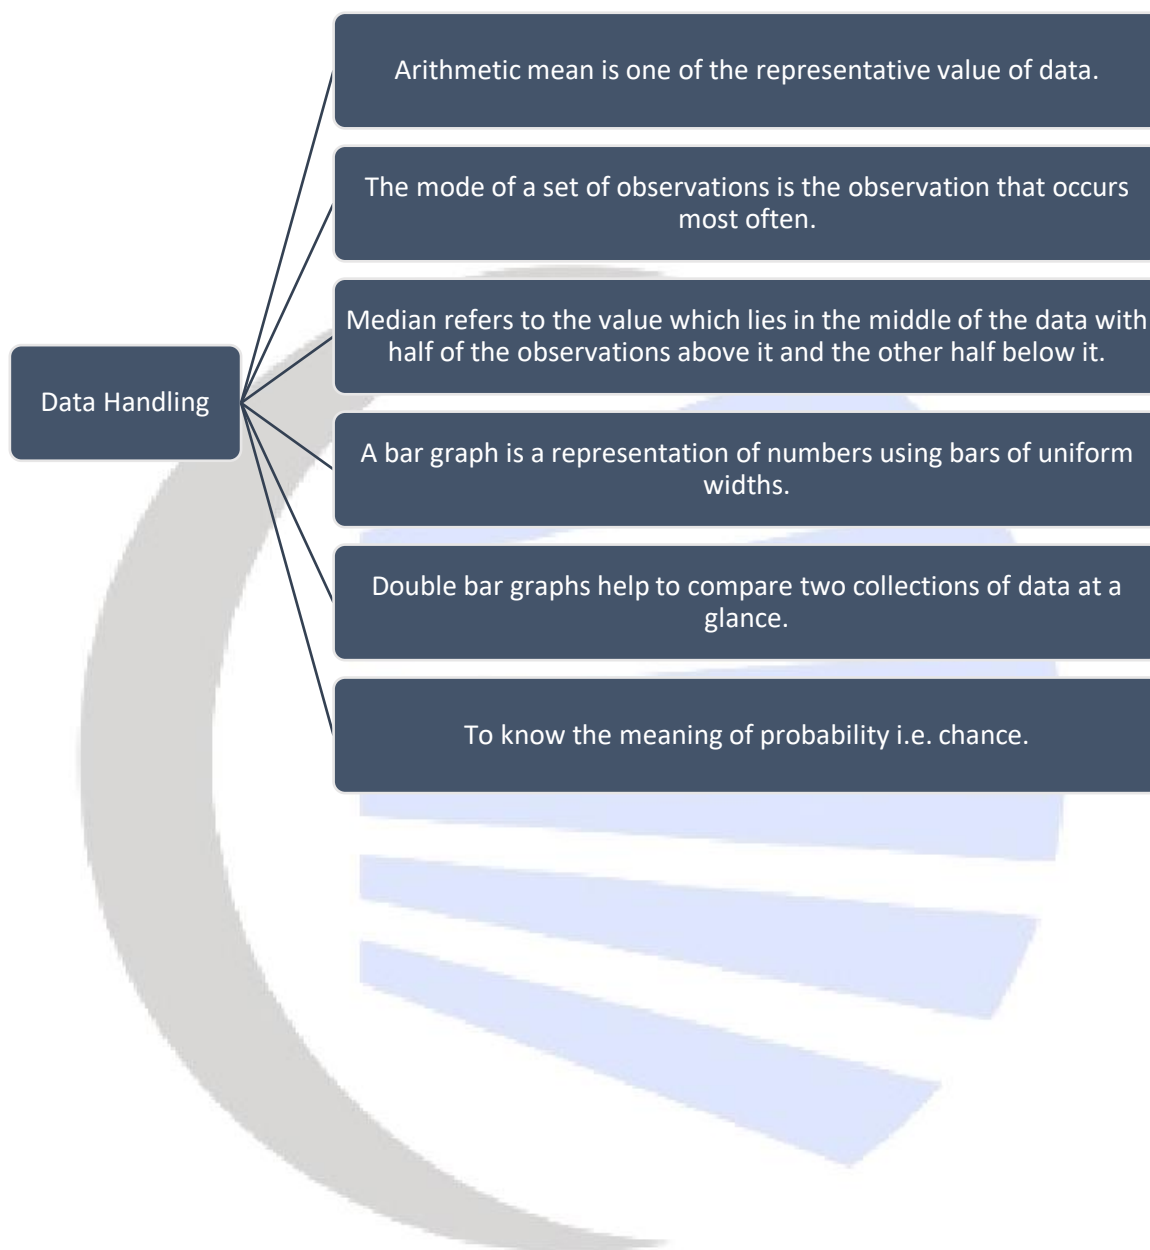 Arithmetic mean is one of the representative value of data.
The mode of a set of observations is the observation that occurs
most often.
Median refers to the value which lies in the middle of the data with
half of the observations above it and the other half below it.
Data Handling
A bar graph is a representation of numbers using bars of uniform
widths.
Double bar graphs help to compare two collections of data at a
glance.
To know the meaning of probability i.e. chance.